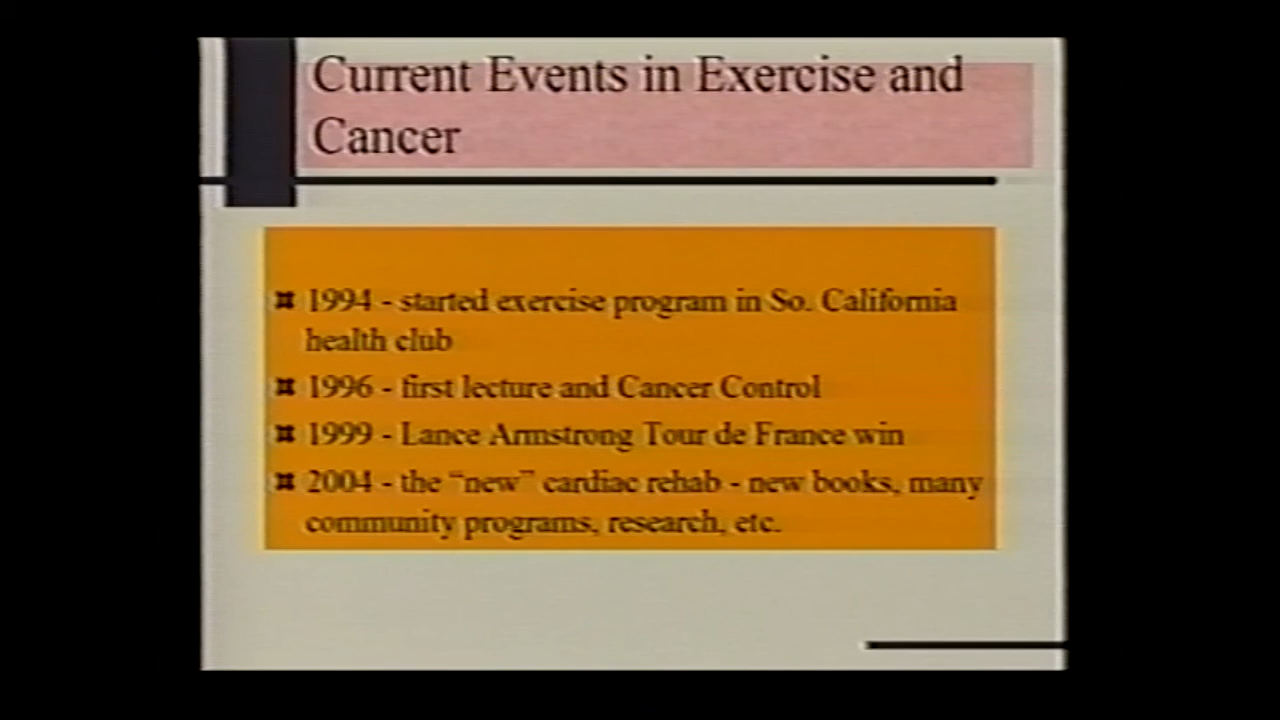 Current Events in Exercise and
Cancer
1994 - started exercise program in So. California
health club
1996 - first lecture and Cancer Control
1999 - Lance Armstrong Tour de France win
2004 - the “new” cardiac rehab - new books, many
community programs, research, etc.